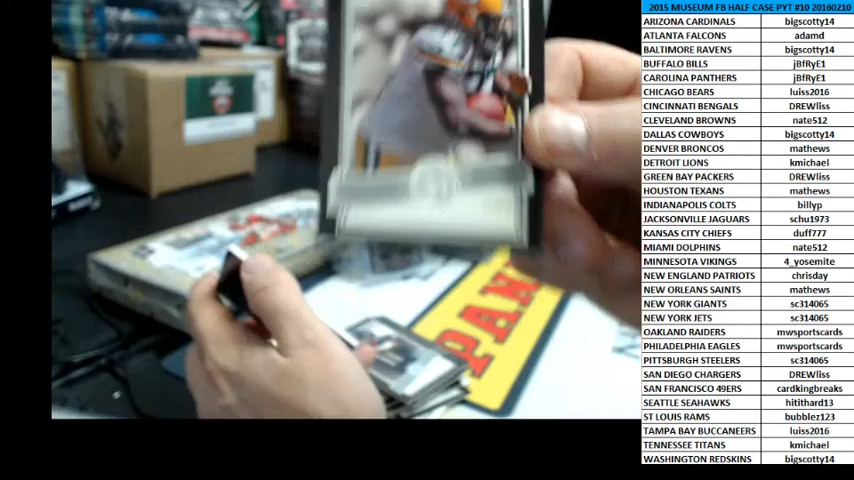 2015 MUSEUM FB HALF CASE PYT #10 20160210
ARIZONA CARDINALS bigscotty14
ATLANTA FALCONS adamd
BALTIMORE RAVENS bigscotty14
BUFFALO BILLS jBfRyE1
CAROLINA PANTHERS jBfRyE1
CHICAGO BEARS luiss2016
CINCINNATI BENGALS DREWliss
CLEVELAND BROWNS nate512
DALLAS COWBOYS bigscotty14
DENVER BRONCOS mathews
DETROIT LIONS kmichael
GREEN BAY PACKERS DREWliss
HOUSTON TEXANS mathews
INDIANAPOLIS COLTS billyp
JACKSONVILLE JAGUARS schu1973
KANSAS CITY CHIEFS duff777
MIAMI DOLPHINS nate512
MINNESOTA VIKINGS 4_yosemite
NEW ENGLAND PATRIOTS chrisday
NEW ORLEANS SAINTS mathews
NEW YORK GIANTS sc314065
NEW YORK JETS sc314065
OAKLAND RAIDERS mwsportscards
PHILADELPHIA EAGLES mwsportscards
PITTSBURGH STEELERS sc314065
SAN DIEGO CHARGERS DREWliss
SAN FRANCISCO 49ERS cardkingbreaks
SEATTLE SEAHAWKS hitithard13
ST LOUIS RAMS bubblez123
TAMPA BAY BUCCANEERS luiss2016
TENNESSEE TITANS kmichael
WASHINGTON REDSKINS bigscotty14
PANI